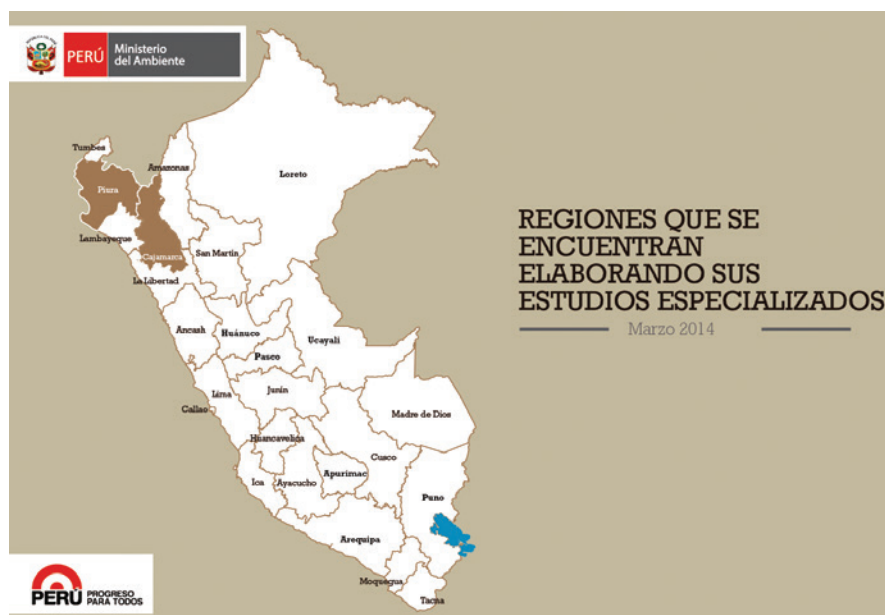 PERÚ
Ministerio
del Ambiente
Tumbes
Piura
Amazonas
Loreto
Lambayeque
Cajamarca
San Martín
La Libertad
Ancash
Huánuco
Ucayali
Pasco
Lima
Junín
Callao
Madre de Dios
Huancavelica
Cusco
Ica
Ayacucho
Apurimac
Puno
Arequipa
Moquegua
Tacna
REGIONES QUE SE
ENCUENTRAN
ELABORANDO SUS
ESTUDIOS ESPECIALIZADOS
Marzo 2014
PERÚ
PROGRESO
PARA TODOS